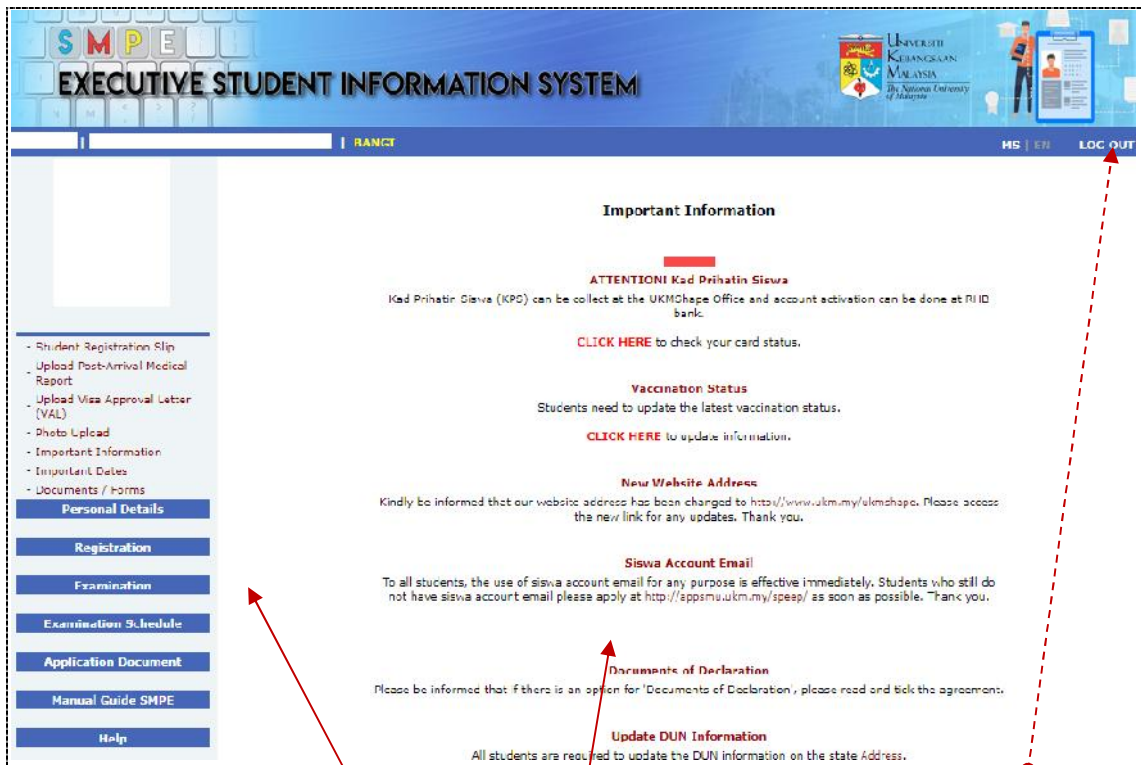 SMPE
EXECUTIVE STUDENT INFORMATION SYSTEM
UNIVERSITI
KEBANGSAAN
MALAYSIA
The National University
of Malaysia
| | BANGI
MS | EN LOG OUT
Important Information
ATTENTION! Kad Prihatin Siswa
Kad Prihatin Siswa (KPS) can be collect at the UKMShape Office and account activation can be done at RHB
bank.
CLICK HERE to check your card status.
Vaccination Status
Students need to update the latest vaccination status.
CLICK HERE to update information.
New Website Address
Kindly be informed that our website address has been changed to http://www.ukm.my/ukmshape. Please access
the new link for any updates. Thank you.
Siswa Account Email
To all students, the use of siswa account email for any purpose is effective immediately. Students who still do
not have siswa account email please apply at http://appsmu.ukm.my/speep/ as soon as possible. Thank you.
Documents of Declaration
Please be informed that if there is an option for 'Documents of Declaration', please read and tick the agreement.
Update DUN Information
All students are required to update the DUN information on the state Address.
- Student Registration Slip
- Upload Post-Arrival Medical
Report
- Upload Visa Approval Letter
(VAL)
- Photo Upload
- Important Information
- Important Dates
- Documents / Forms
Personal Details
Registration
Examination
Examination Schedule
Application Document
Manual Guide SMPE
Help